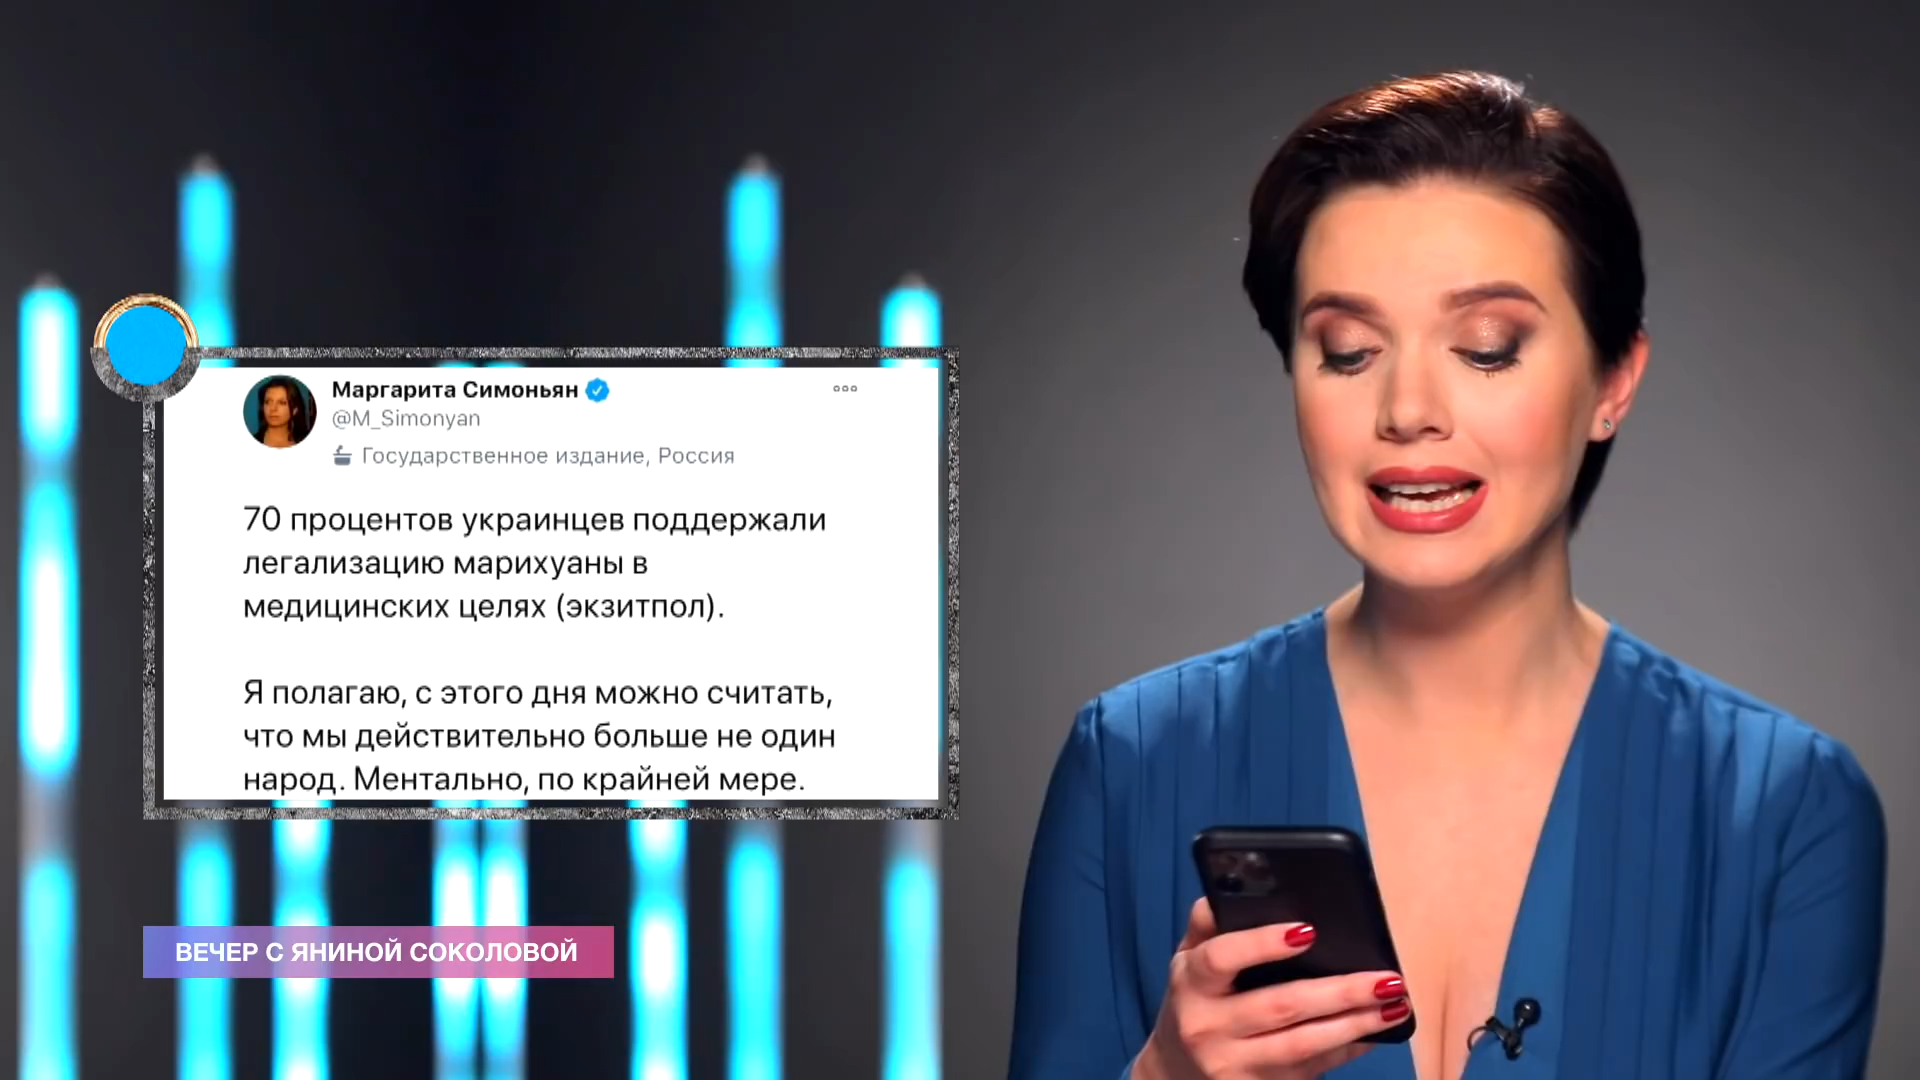 Маргарита Симоньян
@M_Simonyan
Государственное издание, Россия
70 процентов украинцев поддержали
легализацию марихуаны в
медицинских целях (экзитпол).
Я полагаю, с этого дня можно считать,
что мы действительно больше не один
народ. Ментально, по крайней мере.
ВЕЧЕР С ЯНИНОЙ СОКОЛОВОЙ